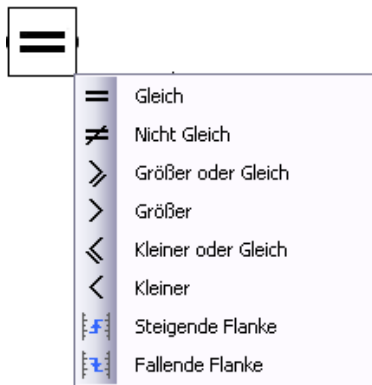 =
= Gleich
≠ Nicht Gleich
⩾ Größer oder Gleich
> Größer
⩽ Kleiner oder Gleich
< Kleiner
Steigende Flanke
Fallende Flanke